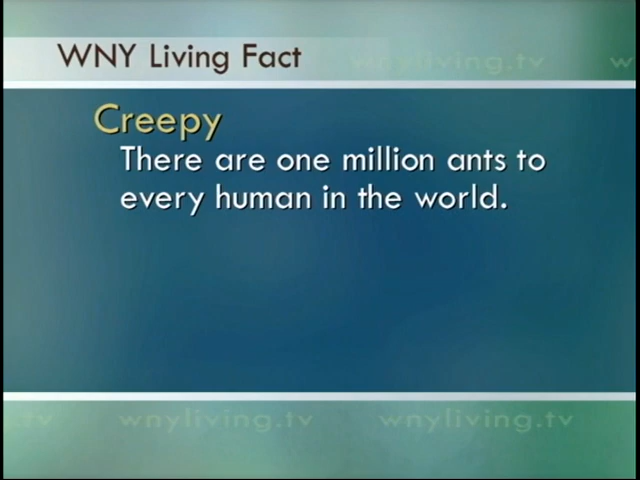 WNY Living Fact
wnyliving.tv
w
Creepy
There are one million ants to
every human in the world.
tv
wnyliving.tv
wnyliving.tv